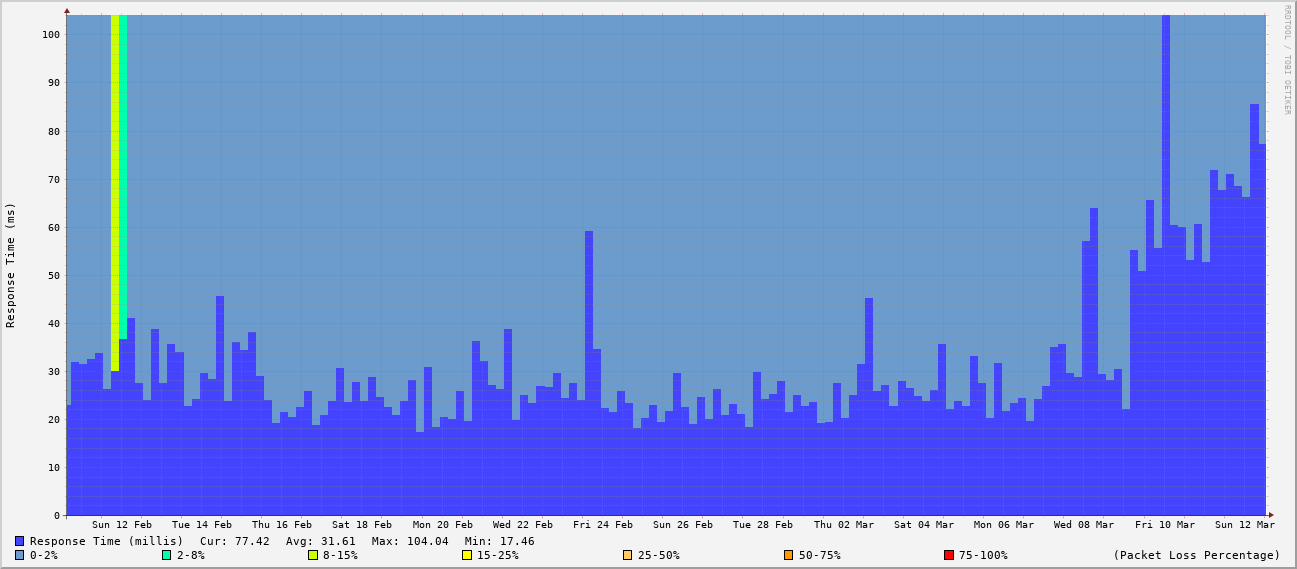 RRDTOOL / TOBI OETIKER
Response Time (ms)
100
90
80
70
60
50
40
30
20
10
0
Sun 12 Feb Tue 14 Feb Thu 16 Feb Sat 18 Feb Mon 20 Feb Wed 22 Feb Fri 24 Feb Sun 26 Feb Tue 28 Feb Thu 02 Mar Sat 04 Mar Mon 06 Mar Wed 08 Mar Fri 10 Mar Sun 12 Mar
Response Time (millis) Cur: 77.42 Avg: 31.61 Max: 104.04 Min: 17.46
0-2% 2-8% 8-15% 15-25% 25-50% 50-75% 75-100% (Packet Loss Percentage)